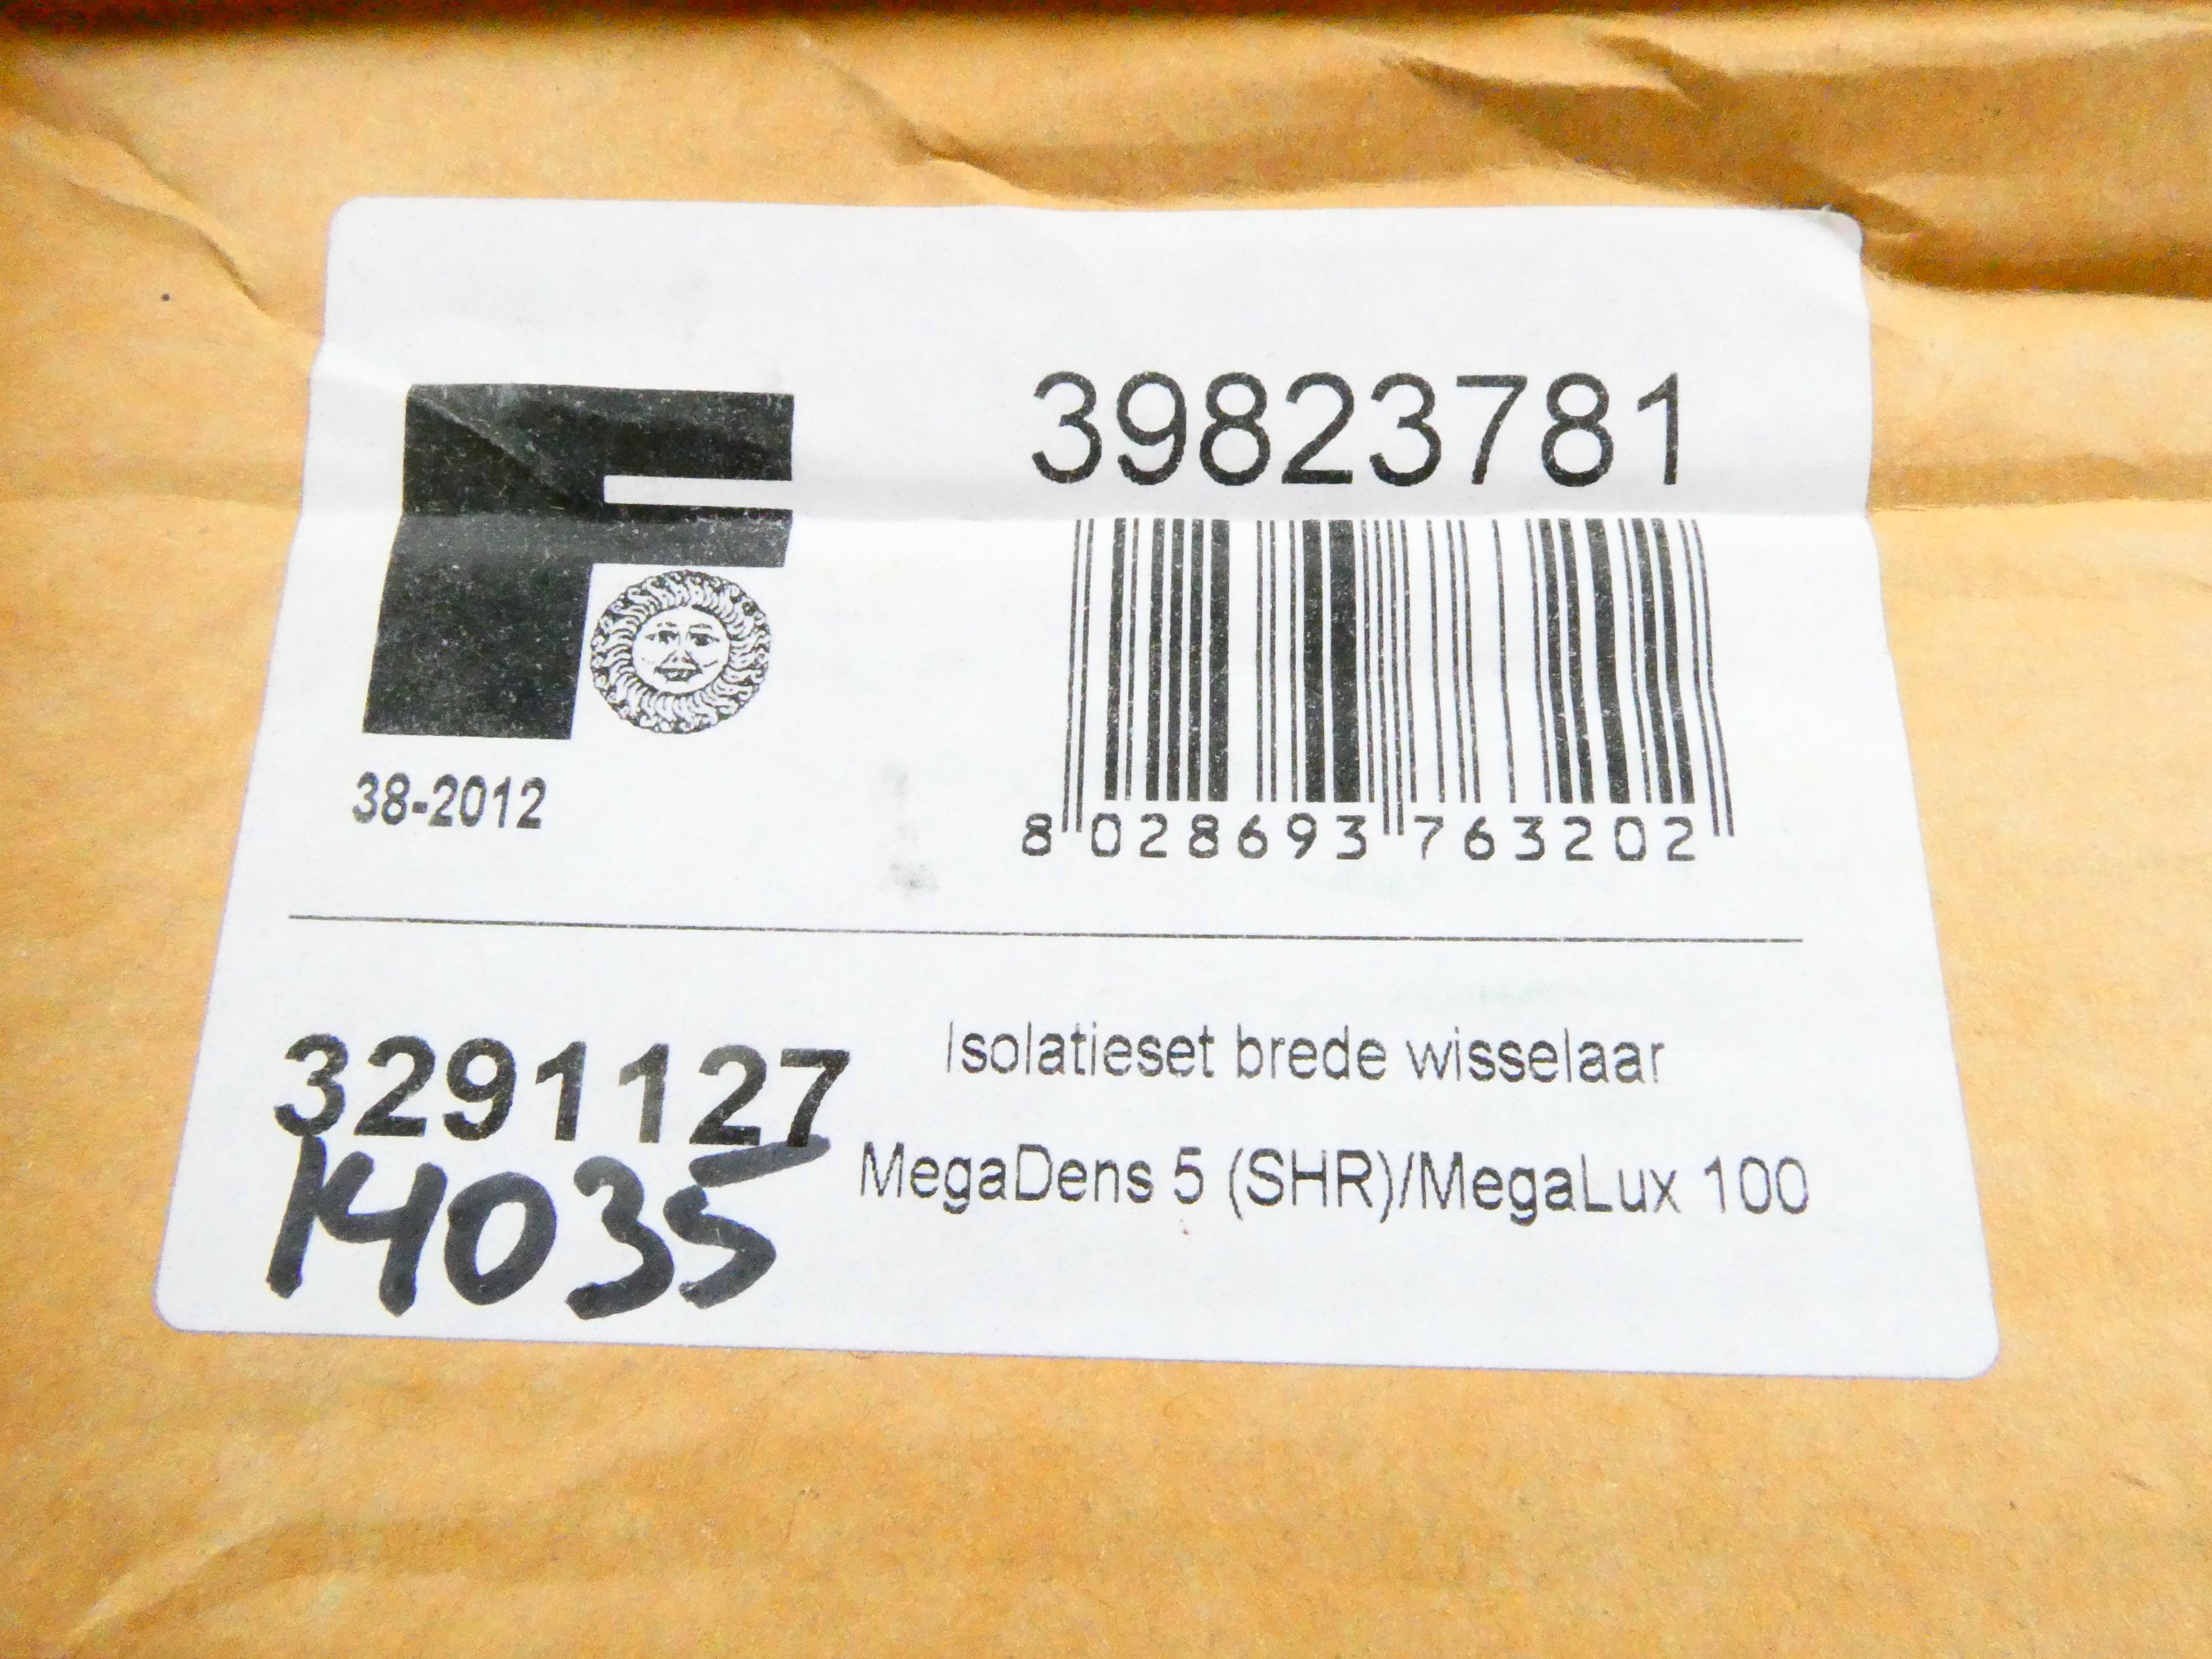 F
39823781
38-2012
8 028693 763202
3291127
Isolatieset brede wisselaar
MegaDens 5 (SHR)/MegaLux 100
14035